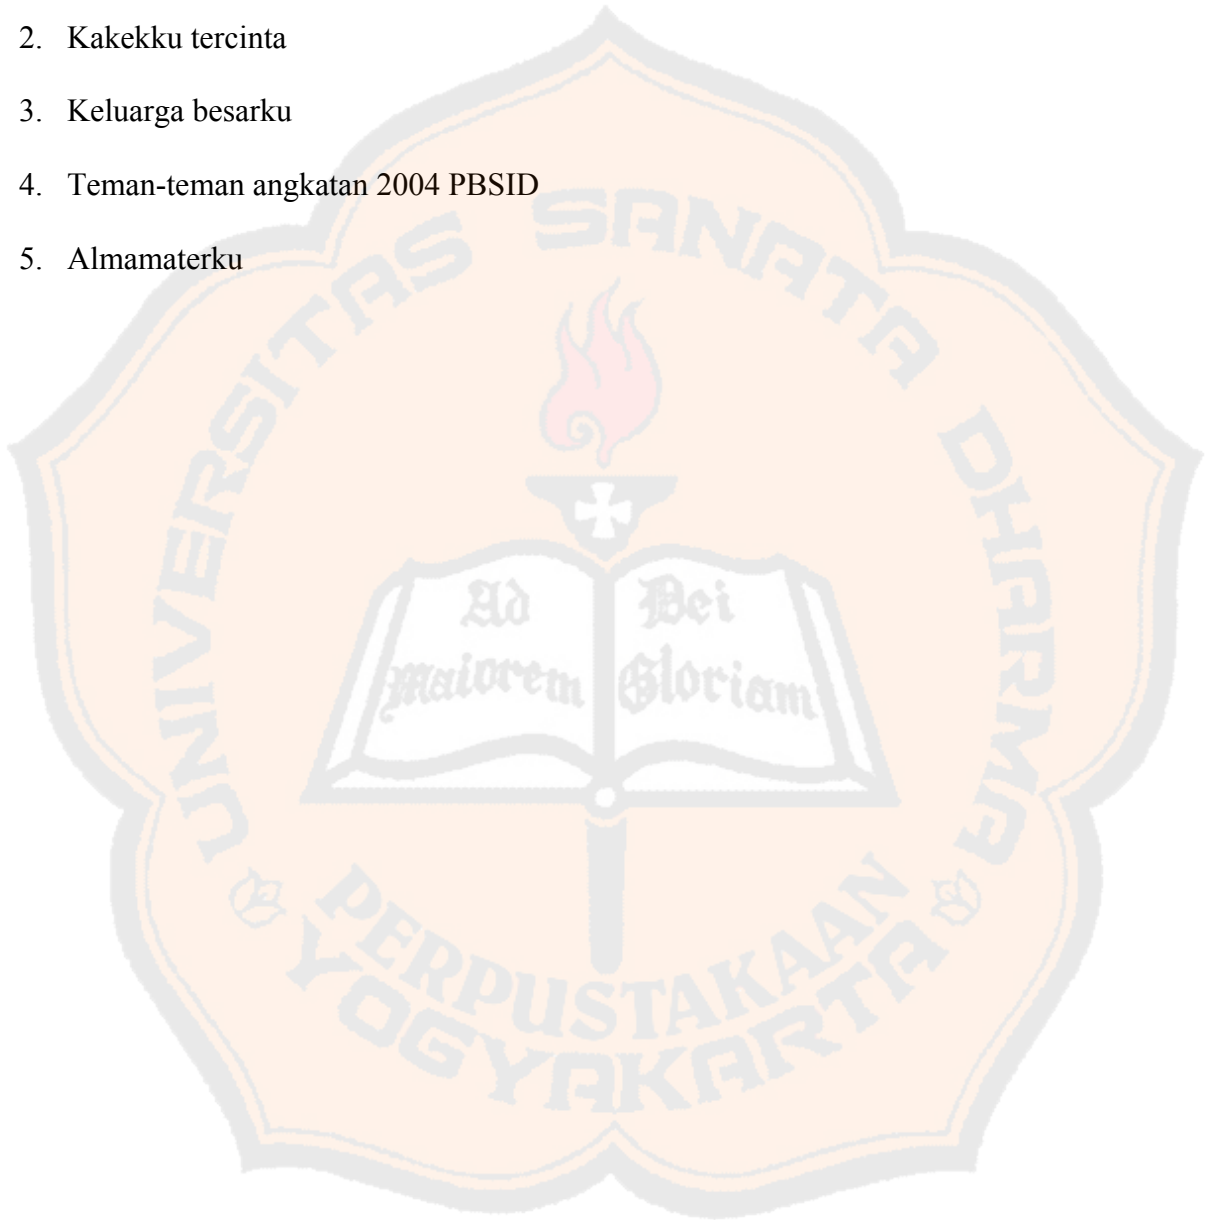 2. Kakekku tercinta
3. Keluarga besarku
4. Teman-teman angkatan 2004 PBSID
5. Almamaterku
UNIVERSITAS SANATA DHARMA
Ad Dei
Maiorem Gloriam
PERPUSTAKAAN
YOGYAKARTA